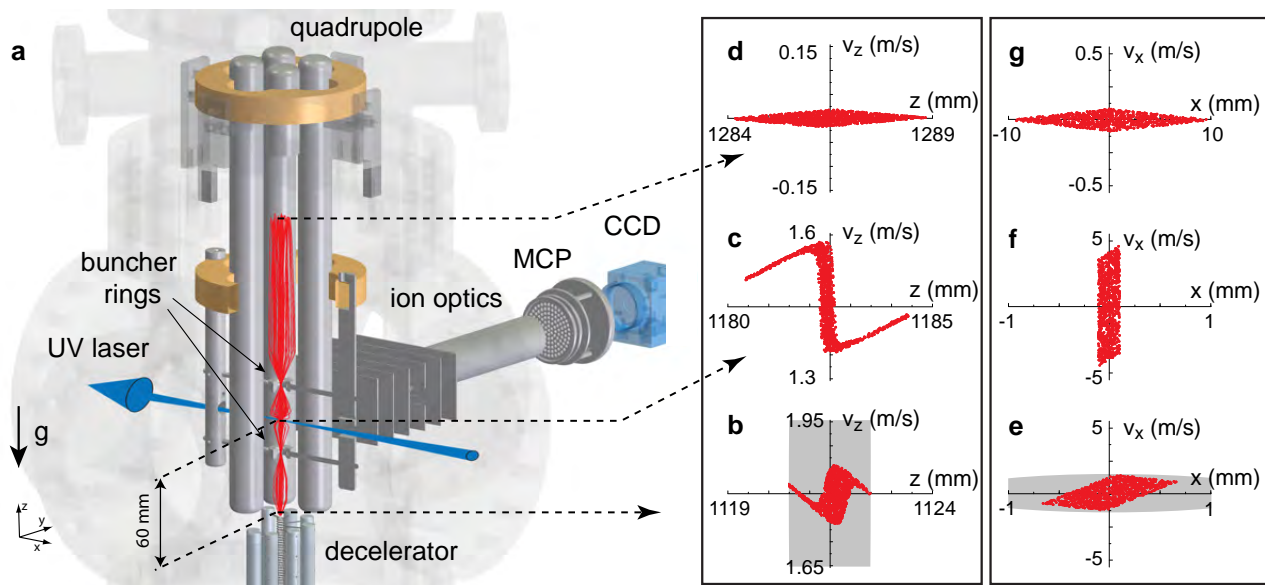 a
quadrupole
buncher
rings
UV laser
ion optics
MCP
CCD
g
z
y
x
60 mm
decelerator
d
v_z (m/s)
0.15
z (mm)
1284
1289
-0.15
c
1.6
v_z (m/s)
z (mm)
1180
1185
1.3
b
1.95
v_z (m/s)
z (mm)
1119
1124
1.65
g
v_x (m/s)
0.5
x (mm)
-10
10
-0.5
f
5
v_x (m/s)
x (mm)
-1
1
-5
e
5
v_x (m/s)
x (mm)
-1
1
-5